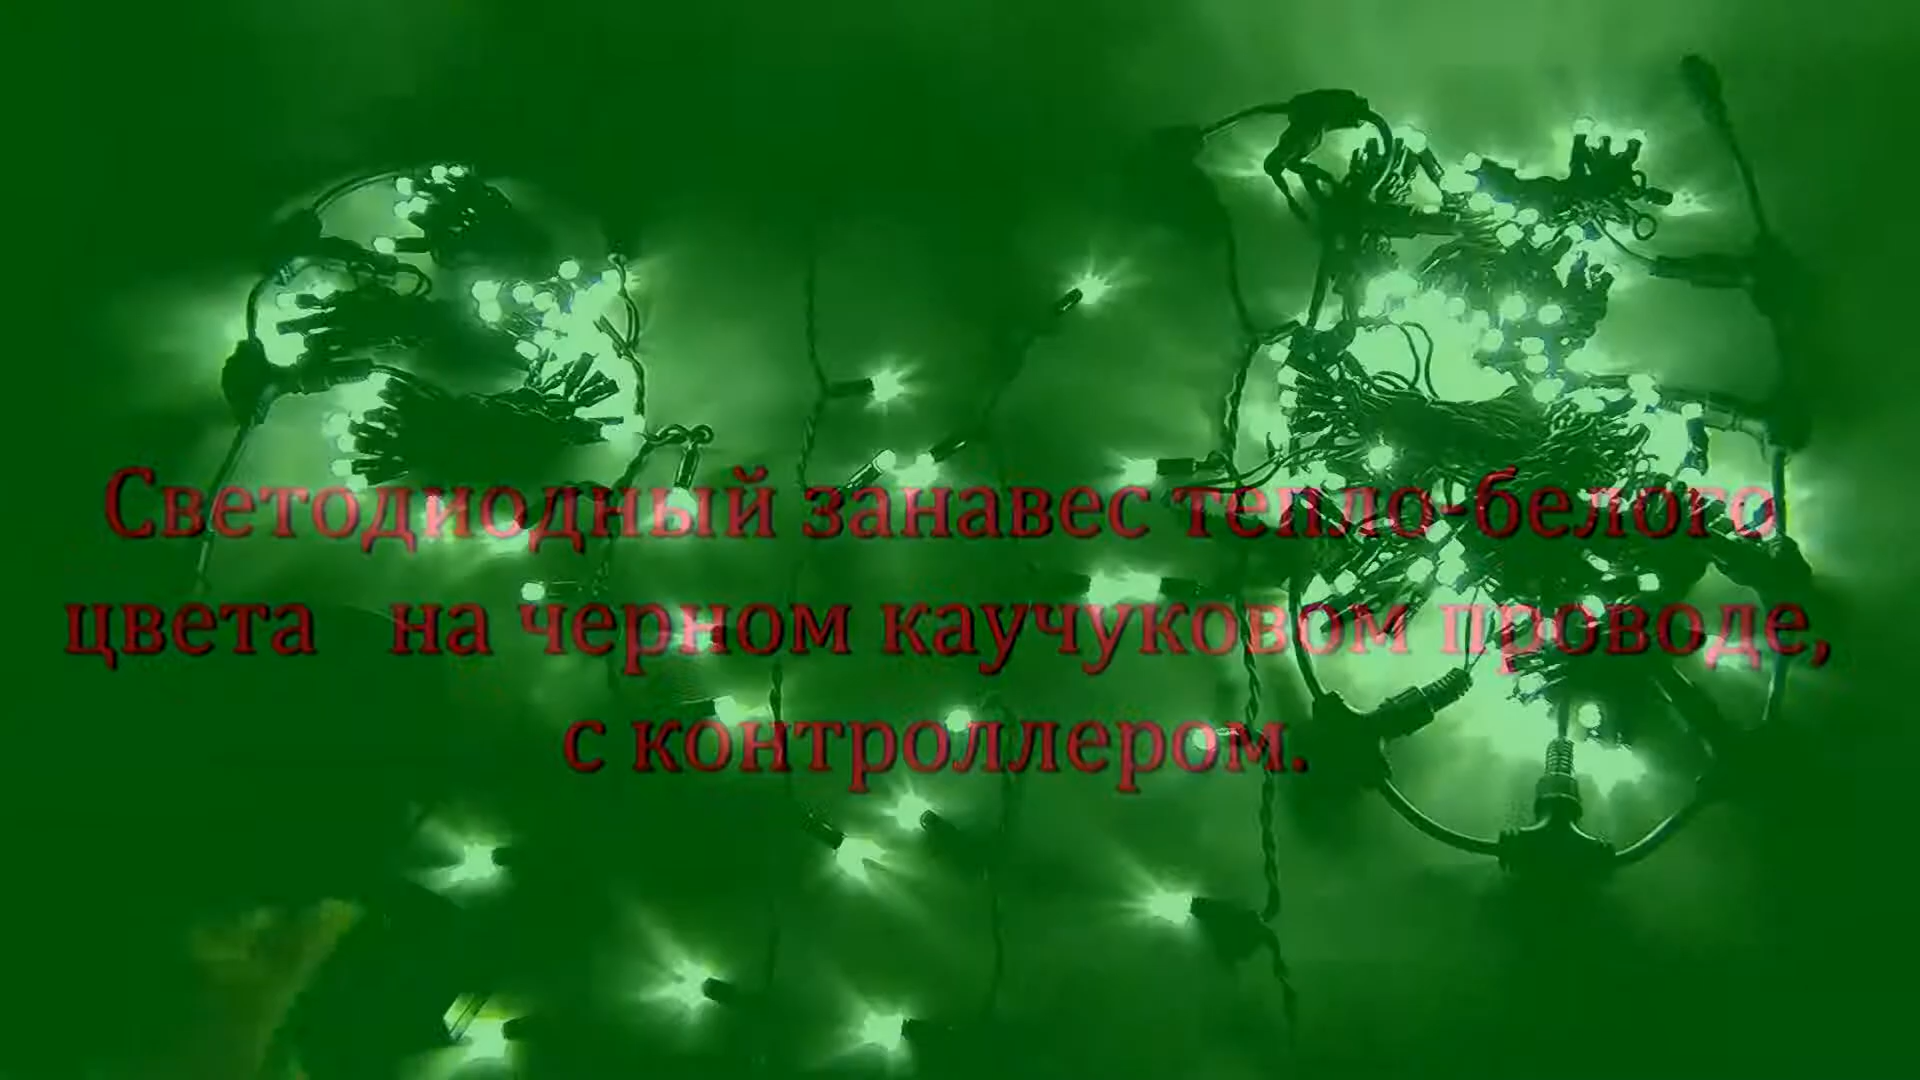 Светодиодный занавес тепло-белого
цвета на черном каучуковом проводе,
с контроллером.